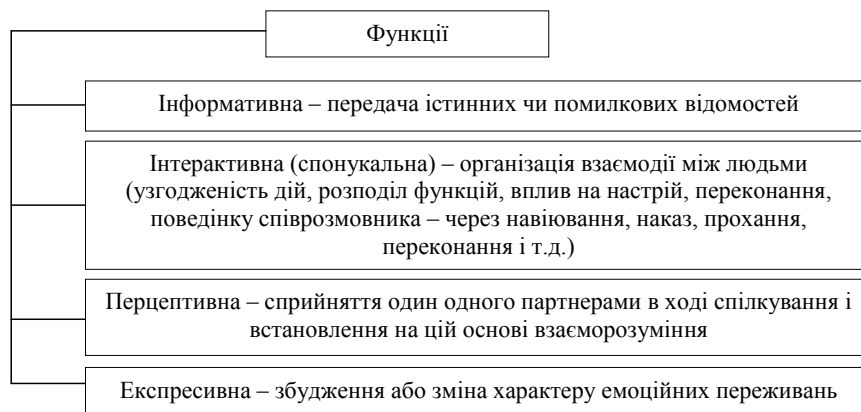 Функції
Інформативна – передача істинних чи помилкових відомостей
Інтерактивна (спонукальна) – організація взаємодії між людьми
(узгодженість дій, розподіл функцій, вплив на настрій, переконання,
поведінку співрозмовника – через навіювання, наказ, прохання,
переконання і т.д.)
Перцептивна – сприйняття один одного партнерами в ході спілкування і
встановлення на цій основі взаєморозуміння
Експресивна – збудження або зміна характеру емоційних переживань